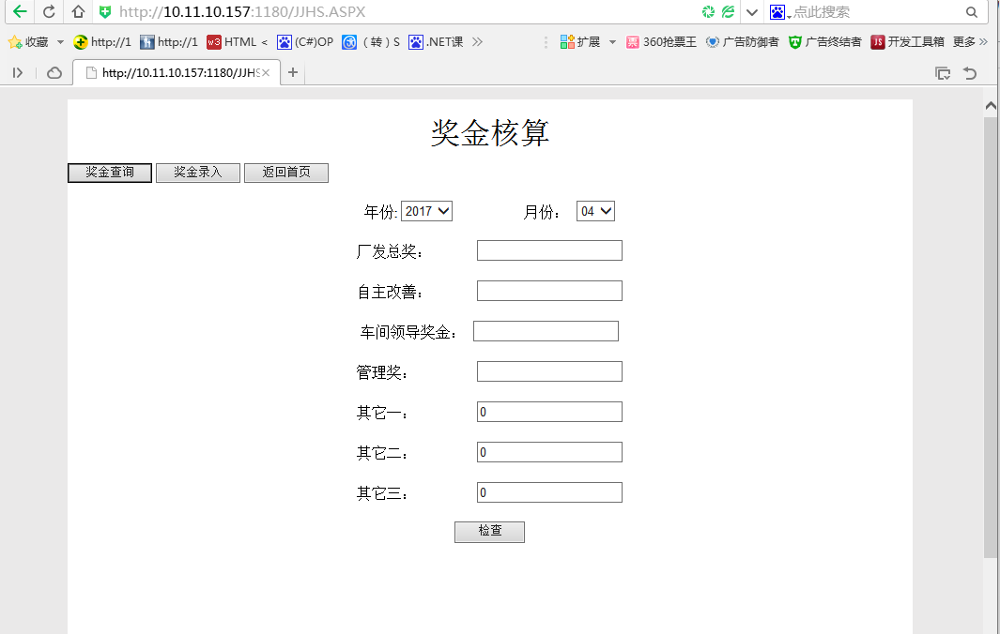 http://10.11.10.157:1180/JJHS.ASPX 点此搜索
收藏 http://1 http://1 HTML < (C#)OP （转）S .NET课 扩展 360抢票王 广告防御者 广告终结者 开发工具箱 更多
http://10.11.10.157:1180/JJHS
奖金核算
奖金查询 奖金录入 返回首页
年份: 2017 月份： 04
厂发总奖：
自主改善：
车间领导奖金：
管理奖：
其它一： 0
其它二： 0
其它三： 0
检查